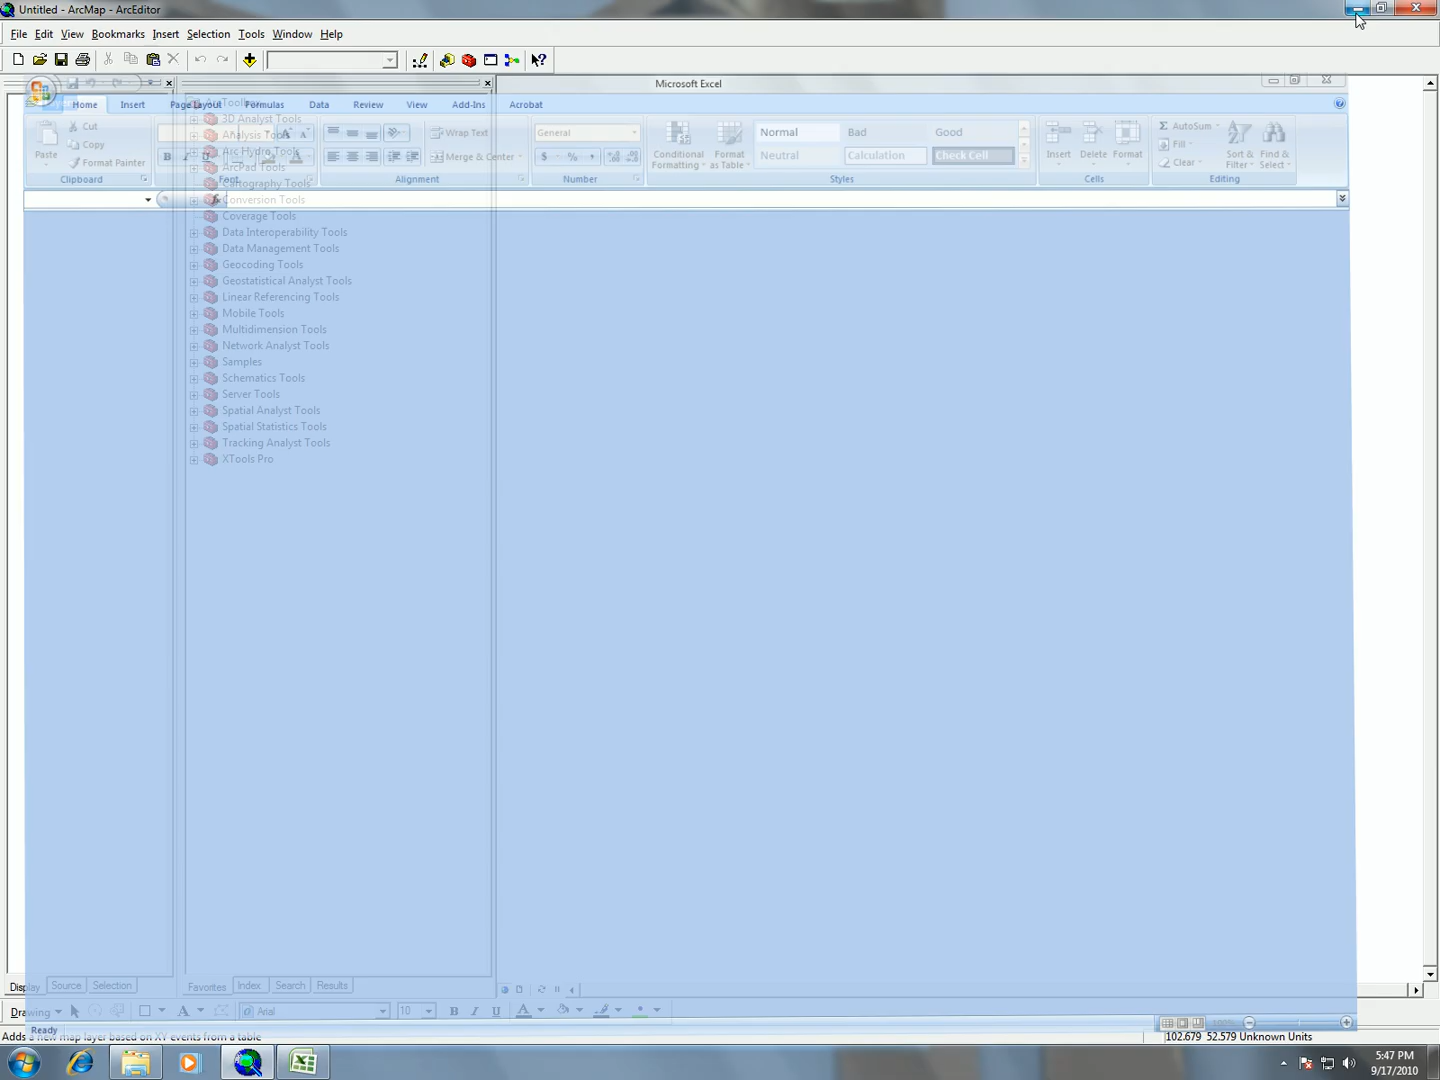 Untitled - ArcMap - ArcEditor
File Edit View Bookmarks Insert Selection Tools Window Help
Microsoft Excel
Home Insert Page Layout Formulas Data Review View Add-Ins Acrobat
Cut
Copy
Format Painter
Paste
Clipboard
Font
Wrap Text
Merge & Center
Alignment
General
$ % ,
Number
Conditional Formatting
Format as Table
Normal Bad Good
Neutral Calculation Check Cell
Styles
Insert Delete Format
Cells
Σ AutoSum
Fill
Clear
Sort & Filter
Find & Select
Editing
3D Analyst Tools
Analysis Tools
Arc Hydro Tools
ArcPad Tools
Cartography Tools
Conversion Tools
Coverage Tools
Data Interoperability Tools
Data Management Tools
Geocoding Tools
Geostatistical Analyst Tools
Linear Referencing Tools
Mobile Tools
Multidimension Tools
Network Analyst Tools
Samples
Schematics Tools
Server Tools
Spatial Analyst Tools
Spatial Statistics Tools
Tracking Analyst Tools
XTools Pro
Display Source Selection
Favorites Index Search Results
Drawing A Arial 10 B I U A
Ready
Adds a new map layer based on XY events from a table
102.679 52.579 Unknown Units
5:47 PM
9/17/2010